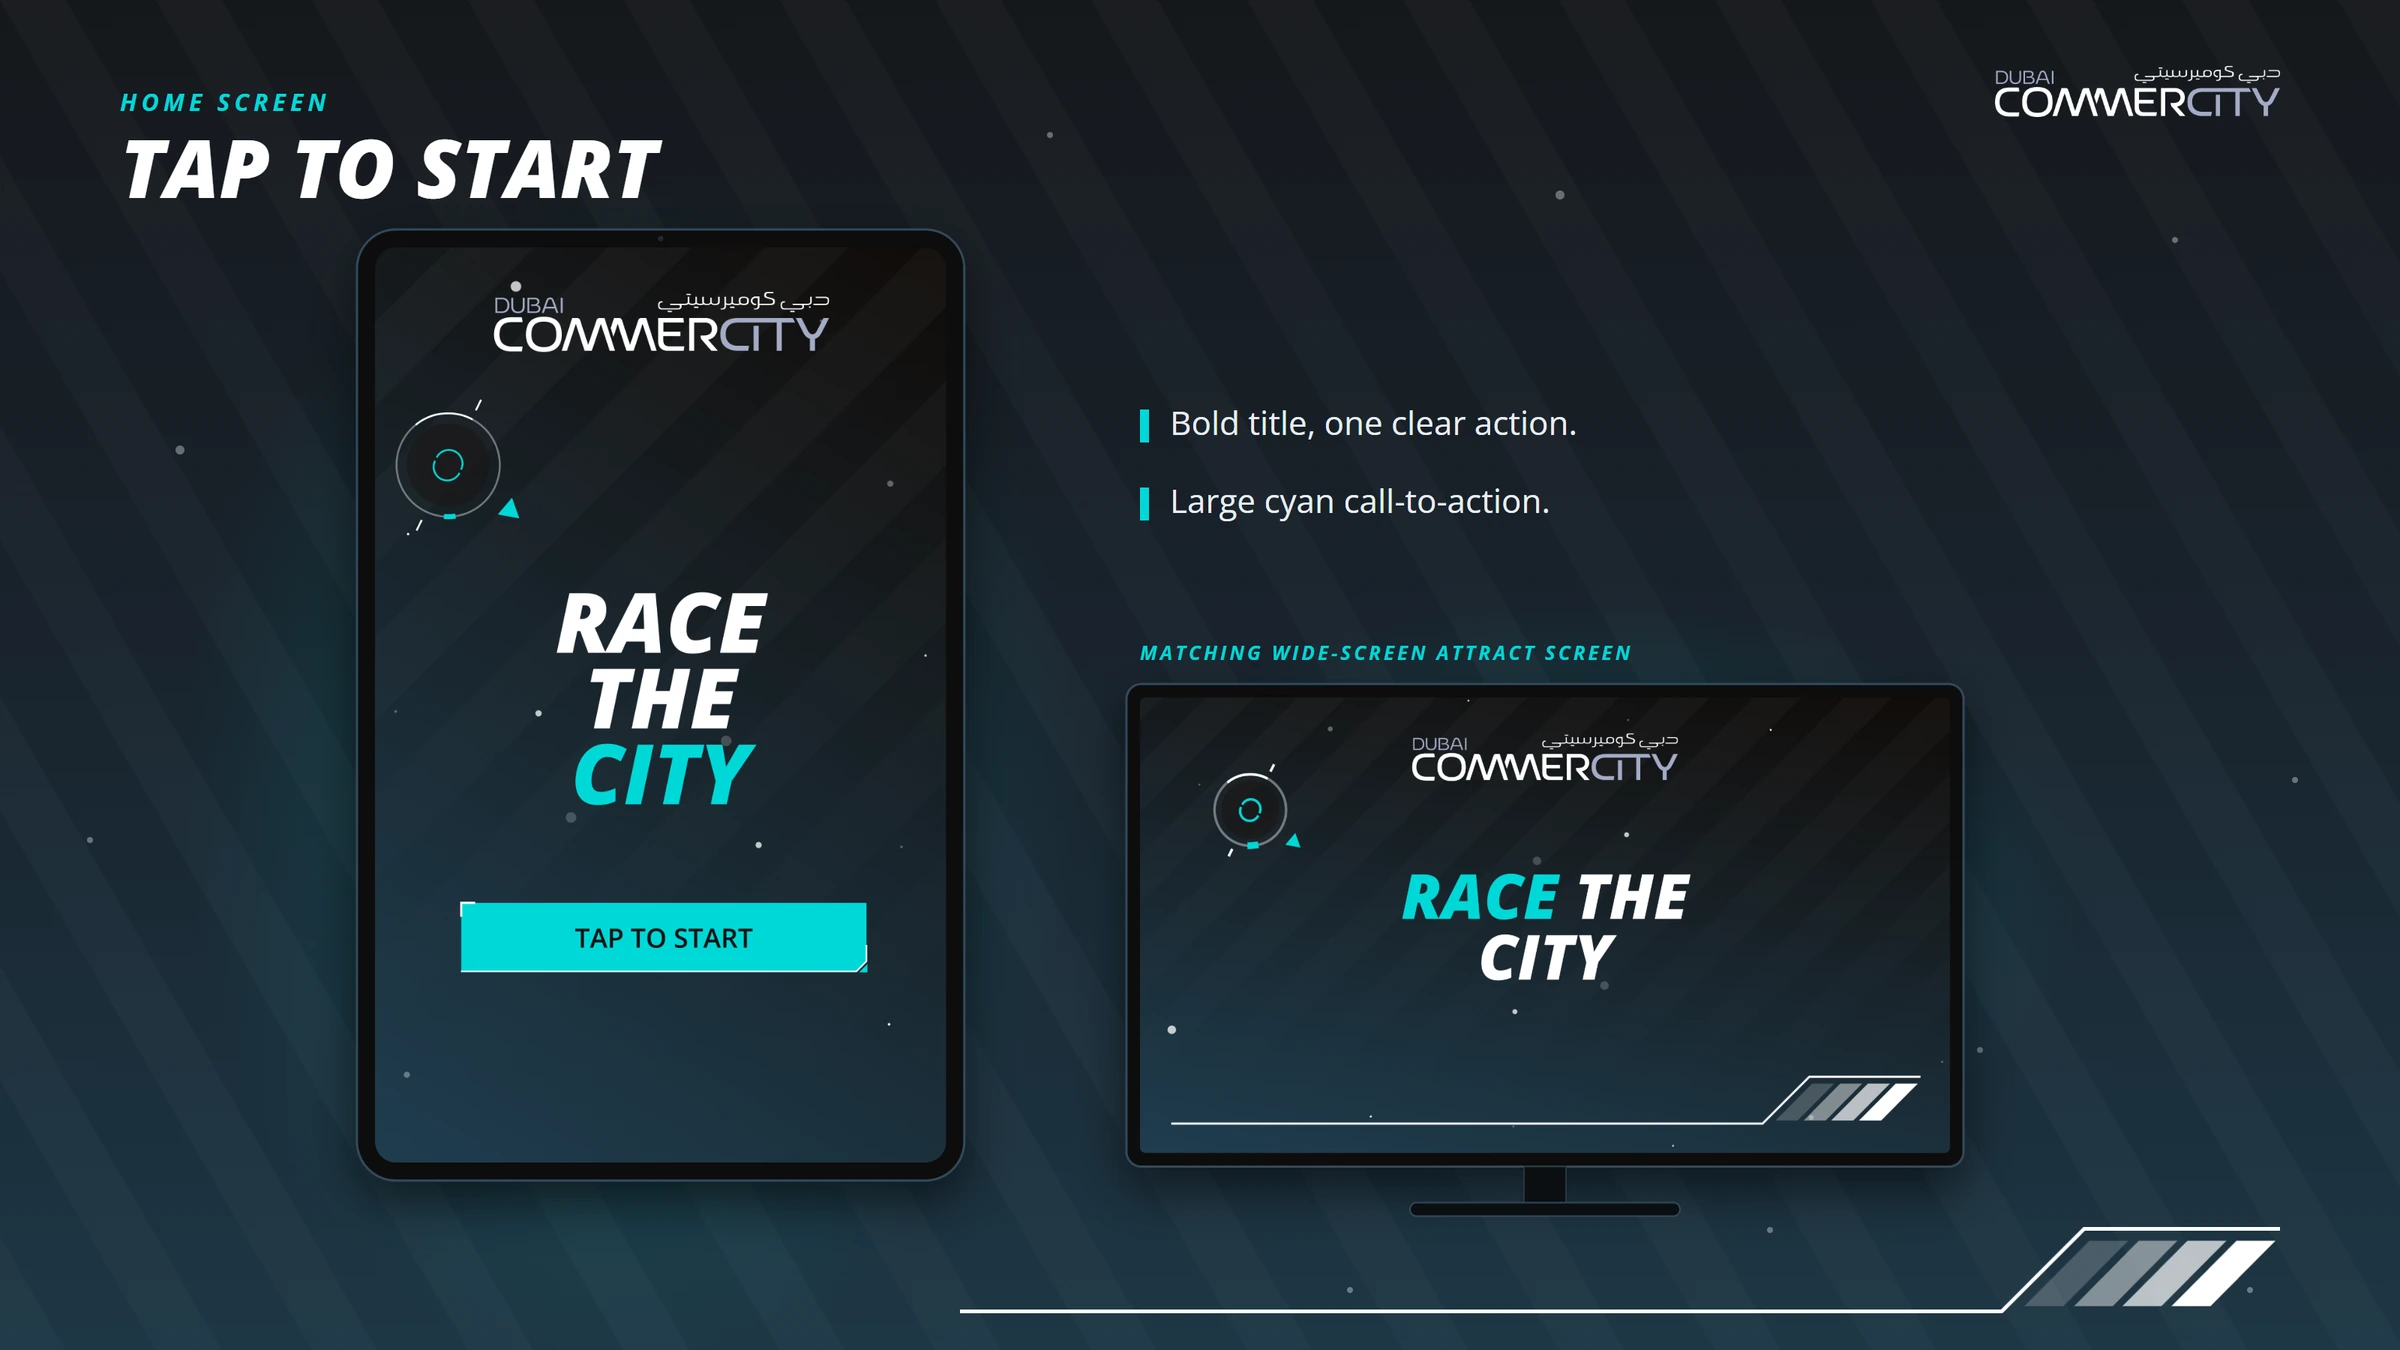 HOME SCREEN
TAP TO START
DUBAI دبي كوميرسيتي
COMMERCITY
DUBAI دبي كوميرسيتي
COMMERCITY
RACE
THE
CITY
TAP TO START
Bold title, one clear action.
Large cyan call-to-action.
MATCHING WIDE-SCREEN ATTRACT SCREEN
DUBAI دبي كوميرسيتي
COMMERCITY
RACE THE
CITY